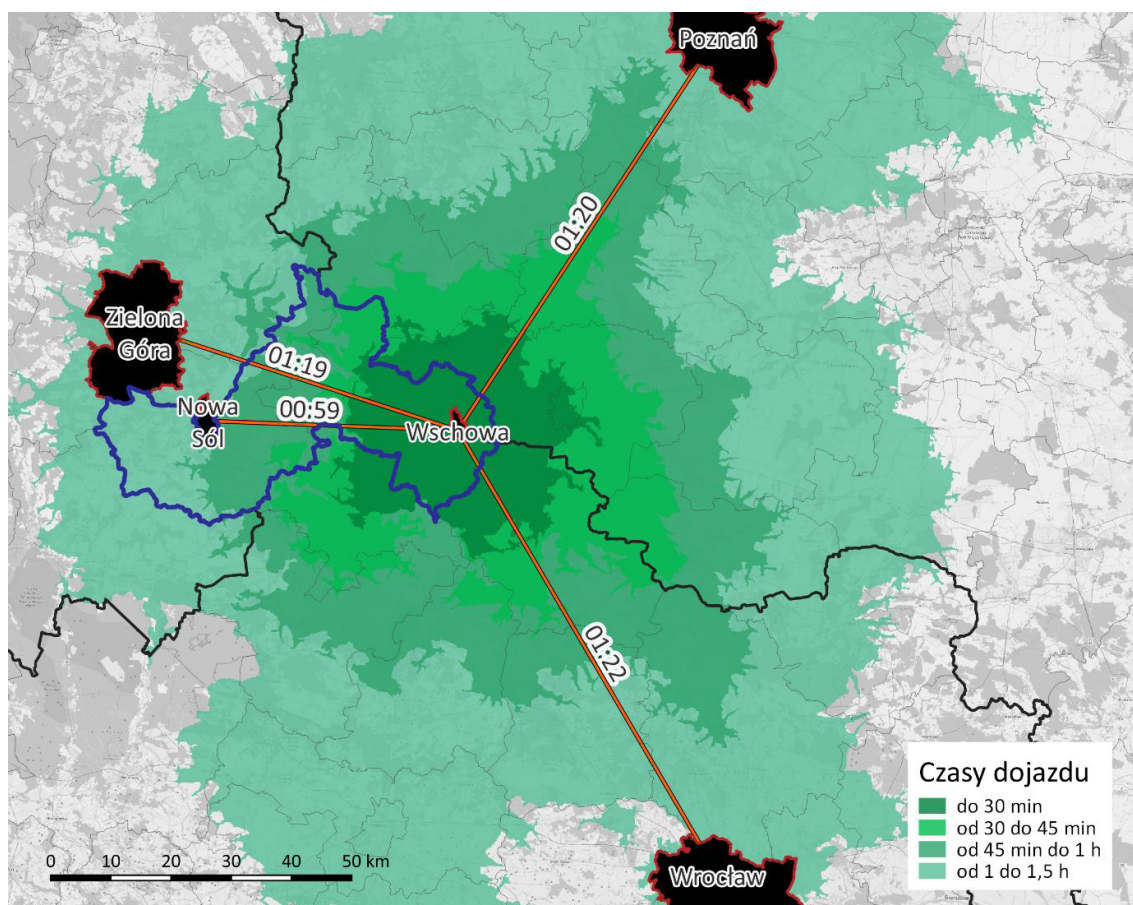 Poznań
01:20
Zielona
Góra
01:19
Nowa
Sól
00:59
Wschowa
01:22
Wrocław
Czasy dojazdu
do 30 min
od 30 do 45 min
od 45 min do 1 h
od 1 do 1,5 h
0 10 20 30 40 50 km